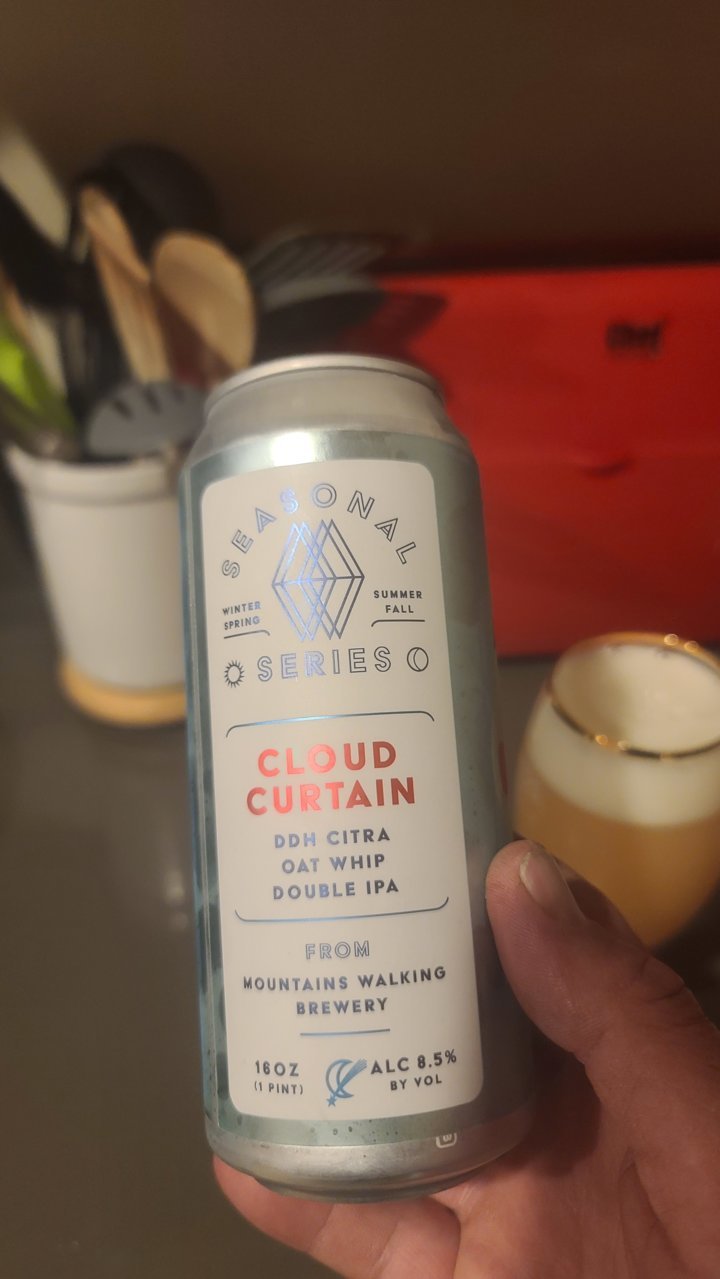 SEASONAL
WINTER
SPRING
SUMMER
FALL
SERIES
CLOUD
CURTAIN
DDH CITRA
OAT WHIP
DOUBLE IPA
FROM
MOUNTAINS WALKING
BREWERY
16OZ
(1 PINT)
ALC 8.5%
BY VOL